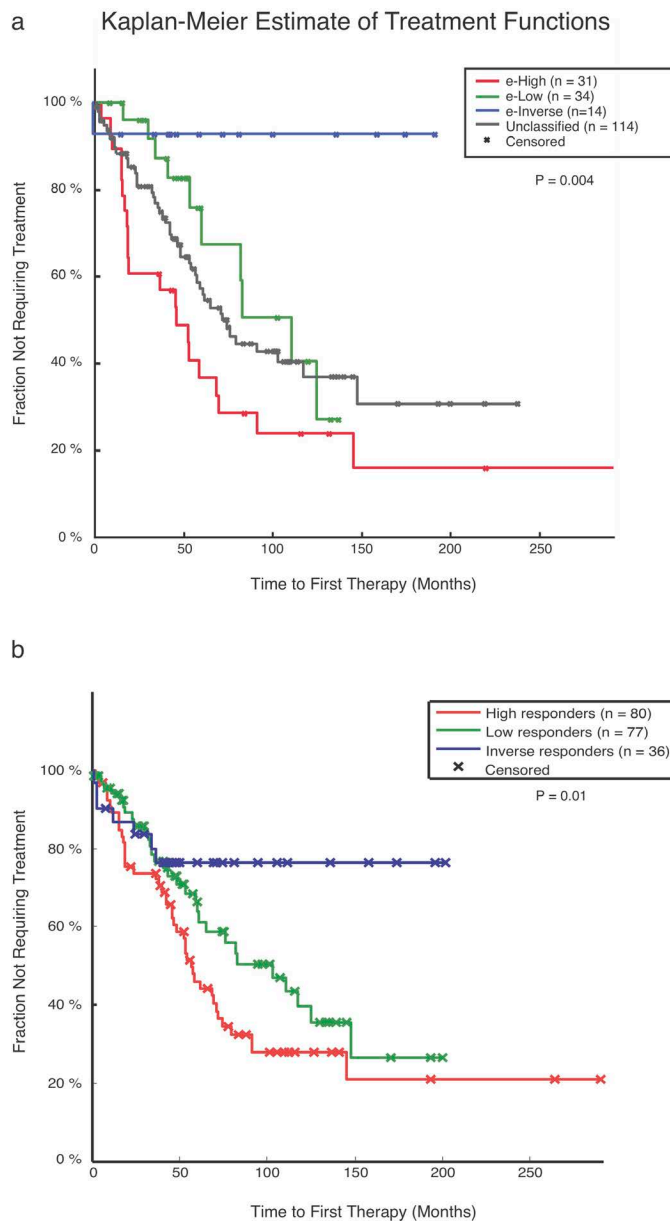 a
Kaplan-Meier Estimate of Treatment Functions
e-High (n = 31)
e-Low (n = 34)
e-Inverse (n=14)
Unclassified (n = 114)
Censored
P = 0.004
100 %
80 %
60 %
40 %
20 %
0 %
Fraction Not Requiring Treatment
0
50
100
150
200
250
Time to First Therapy (Months)
b
High responders (n = 80)
Low responders (n = 77)
Inverse responders (n = 36)
Censored
P = 0.01
100 %
80 %
60 %
40 %
20 %
0 %
Fraction Not Requiring Treatment
0
50
100
150
200
250
Time to First Therapy (Months)